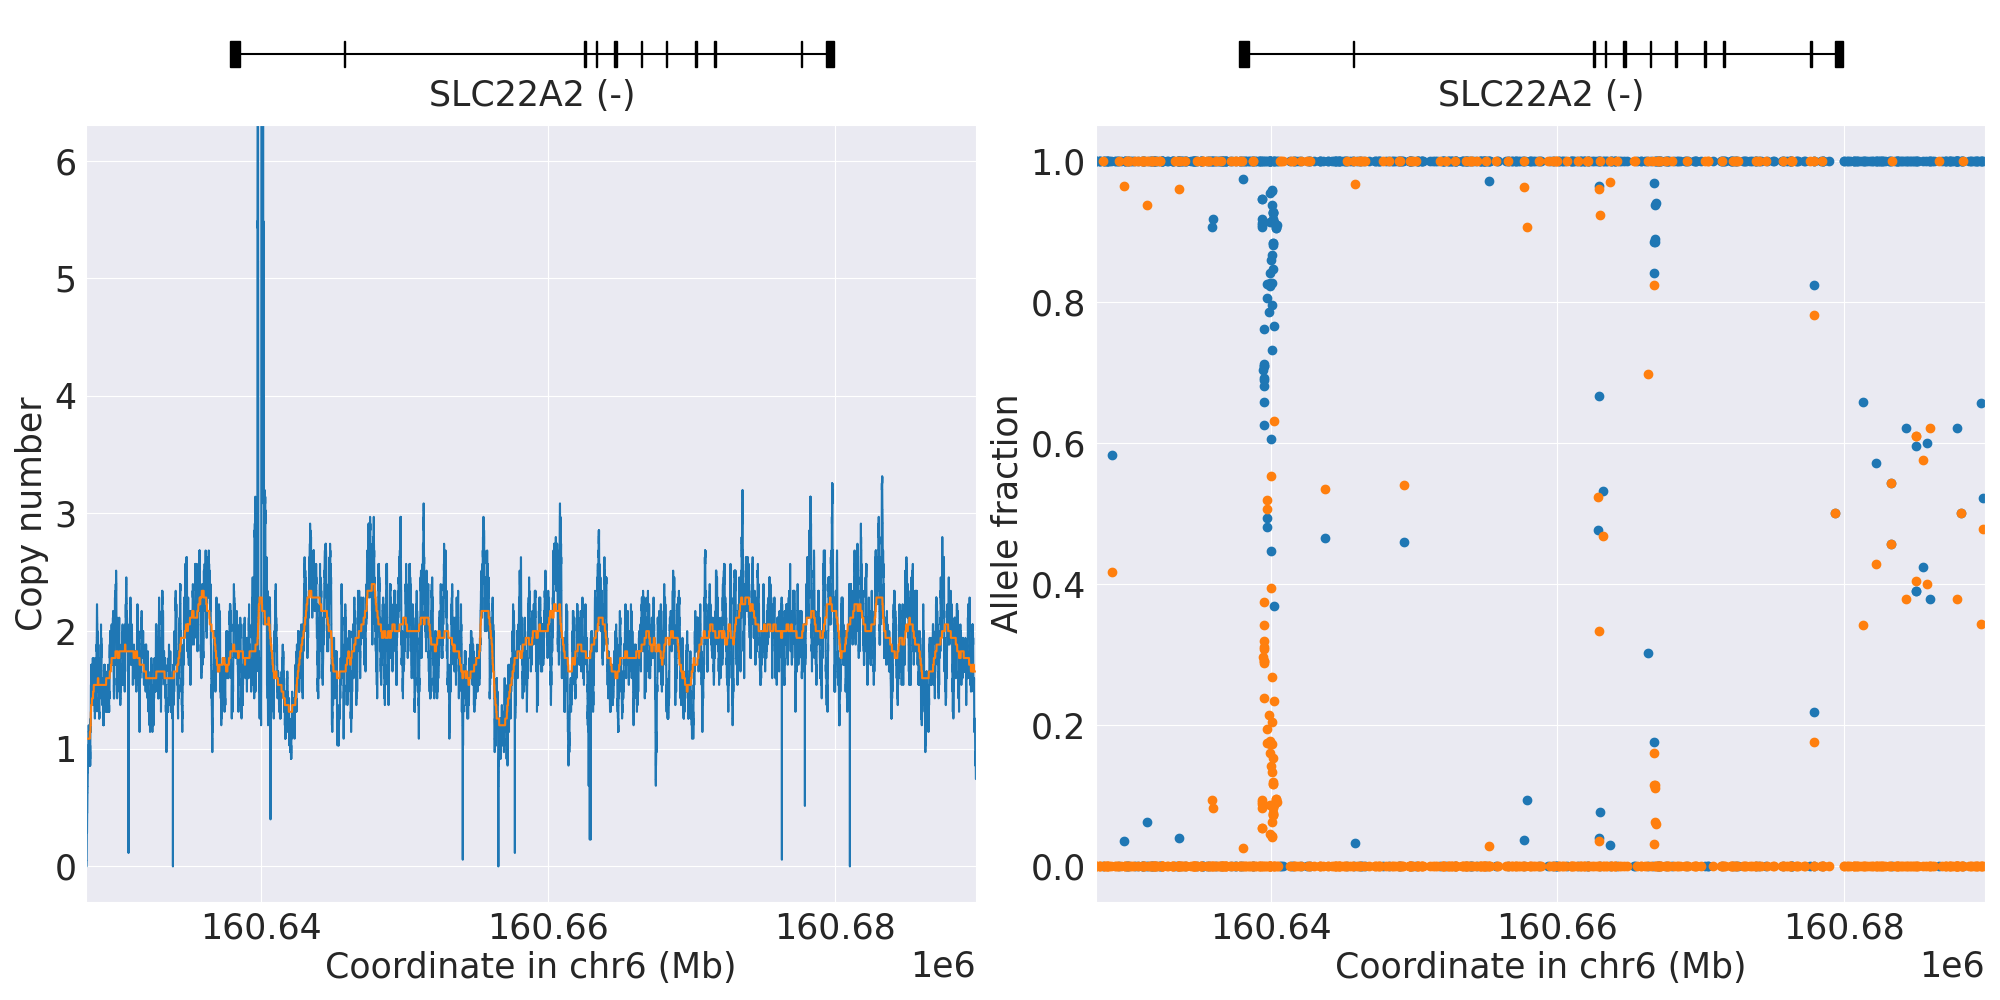 SLC22A2 (-)
6
5
4
3
2
1
0
Copy number
160.64
160.66
160.68
Coordinate in chr6 (Mb)
1e6
SLC22A2 (-)
1.0
0.8
0.6
0.4
0.2
0.0
Allele fraction
160.64
160.66
160.68
Coordinate in chr6 (Mb)
1e6